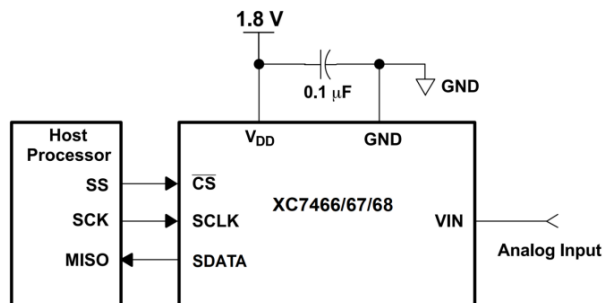 1.8 V
0.1 μF
GND
Host
Processor
VDD
GND
SS
CS
SCK
SCLK
XC7466/67/68
VIN
MISO
SDATA
Analog Input